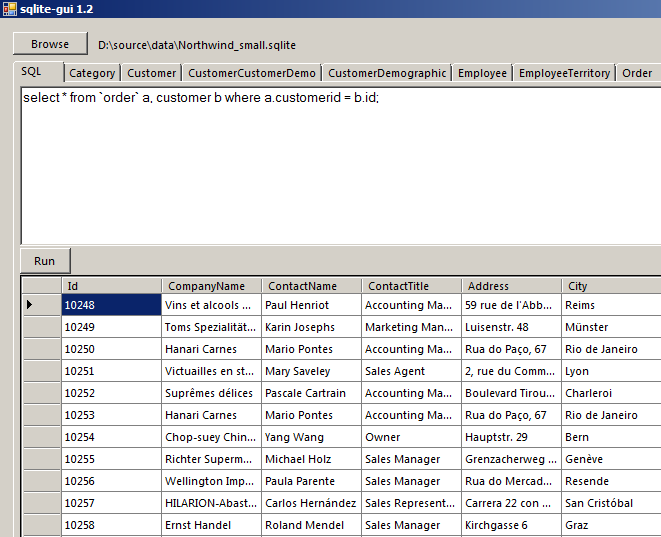 sqlite-gui 1.2
Browse D:\source\data\Northwind_small.sqlite
SQL Category Customer CustomerCustomerDemo CustomerDemographic Employee EmployeeTerritory Order
select * from `order` a, customer b where a.customerid = b.id;
Run
Id CompanyName ContactName ContactTitle Address City
10248 Vins et alcools ... Paul Henriot Accounting Ma... 59 rue de l'Abb... Reims
10249 Toms Spezialität... Karin Josephs Marketing Man... Luisenstr. 48 Münster
10250 Hanari Carnes Mario Pontes Accounting Ma... Rua do Paço, 67 Rio de Janeiro
10251 Victuailles en st... Mary Saveley Sales Agent 2, rue du Comm... Lyon
10252 Suprêmes délices Pascale Cartrain Accounting Ma... Boulevard Tirou... Charleroi
10253 Hanari Carnes Mario Pontes Accounting Ma... Rua do Paço, 67 Rio de Janeiro
10254 Chop-suey Chin... Yang Wang Owner Hauptstr. 29 Bern
10255 Richter Superm... Michael Holz Sales Manager Grenzacherweg ... Genève
10256 Wellington Imp... Paula Parente Sales Manager Rua do Mercad... Resende
10257 HILARION-Abast... Carlos Hernández Sales Represent... Carrera 22 con ... San Cristóbal
10258 Ernst Handel Roland Mendel Sales Manager Kirchgasse 6 Graz